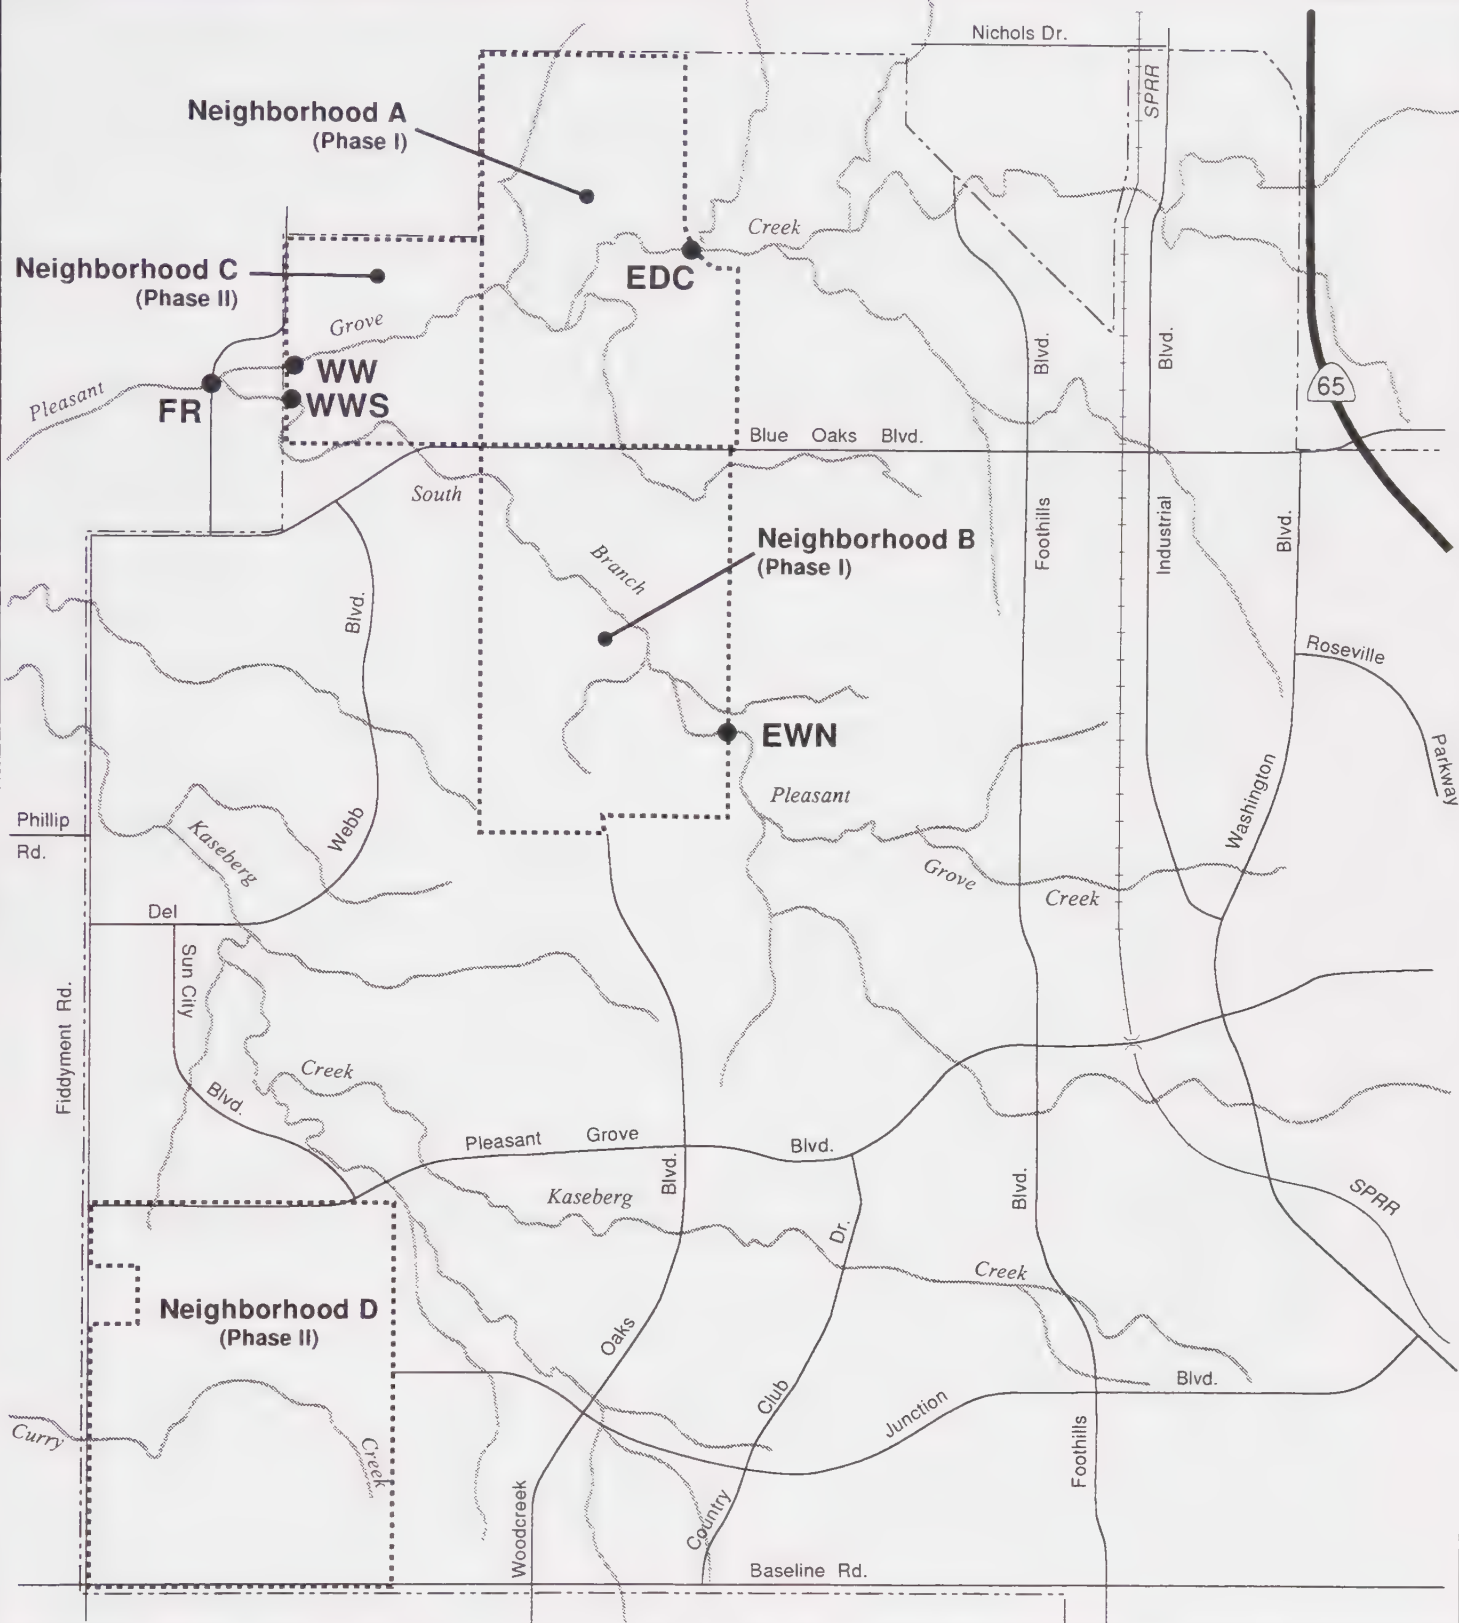 Nichols Dr.
SPRR
Neighborhood A
(Phase I)
Creek
EDC
Neighborhood C
(Phase II)
Grove
WW
WWS
FR
Pleasant
65
Blvd.
Blvd.
Blue Oaks Blvd.
South
Branch
Neighborhood B
(Phase I)
Foothills
Industrial
Blvd.
Blvd.
Roseville
Parkway
EWN
Pleasant
Washington
Phillip
Rd.
Kaseberg
Webb
Grove
Creek
Del
Sun City
Blvd.
Fiddyment Rd.
Creek
Pleasant Grove Blvd.
Blvd.
Kaseberg
Blvd.
SPRR
Dr.
Creek
Neighborhood D
(Phase II)
Oaks
Club
Junction
Blvd.
Curry
Creek
Foothills
Woodcreek
Country
Baseline Rd.